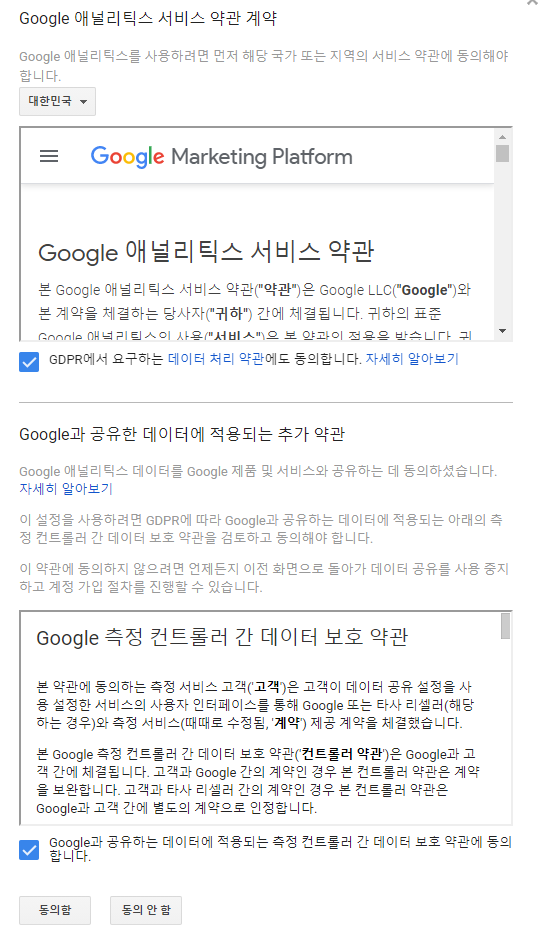 Google 애널리틱스 서비스 약관 계약
Google 애널리틱스를 사용하려면 먼저 해당 국가 또는 지역의 서비스 약관에 동의해야
합니다.
대한민국
Google Marketing Platform
Google 애널리틱스 서비스 약관
본 Google 애널리틱스 서비스 약관("약관")은 Google LLC("Google")와
본 계약을 체결하는 당사자("귀하") 간에 체결됩니다. 귀하의 표준
Google 애널리틱스의 사용("서비스")은 본 약관의 적용을 받습니다. 귀
GDPR에서 요구하는 데이터 처리 약관에도 동의합니다. 자세히 알아보기
Google과 공유한 데이터에 적용되는 추가 약관
Google 애널리틱스 데이터를 Google 제품 및 서비스와 공유하는 데 동의하셨습니다.
자세히 알아보기
이 설정을 사용하려면 GDPR에 따라 Google과 공유하는 데이터에 적용되는 아래의 측
정 컨트롤러 간 데이터 보호 약관을 검토하고 동의해야 합니다.
이 약관에 동의하지 않으려면 언제든지 이전 화면으로 돌아가 데이터 공유를 사용 중지
하고 계정 가입 절차를 진행할 수 있습니다.
Google 측정 컨트롤러 간 데이터 보호 약관
본 약관에 동의하는 측정 서비스 고객('고객')은 고객이 데이터 공유 설정을 사
용 설정한 서비스의 사용자 인터페이스를 통해 Google 또는 타사 리셀러(해당
하는 경우)와 측정 서비스(때때로 수정됨, '계약') 제공 계약을 체결했습니다.
본 Google 측정 컨트롤러 간 데이터 보호 약관('컨트롤러 약관')은 Google과 고
객 간에 체결됩니다. 고객과 Google 간의 계약인 경우 본 컨트롤러 약관은 계약
을 보완합니다. 고객과 타사 리셀러 간의 계약인 경우 본 컨트롤러 약관은
Google과 고객 간에 별도의 계약으로 인정합니다.
Google과 공유하는 데이터에 적용되는 측정 컨트롤러 간 데이터 보호 약관에 동의
합니다.
동의함
동의 안 함